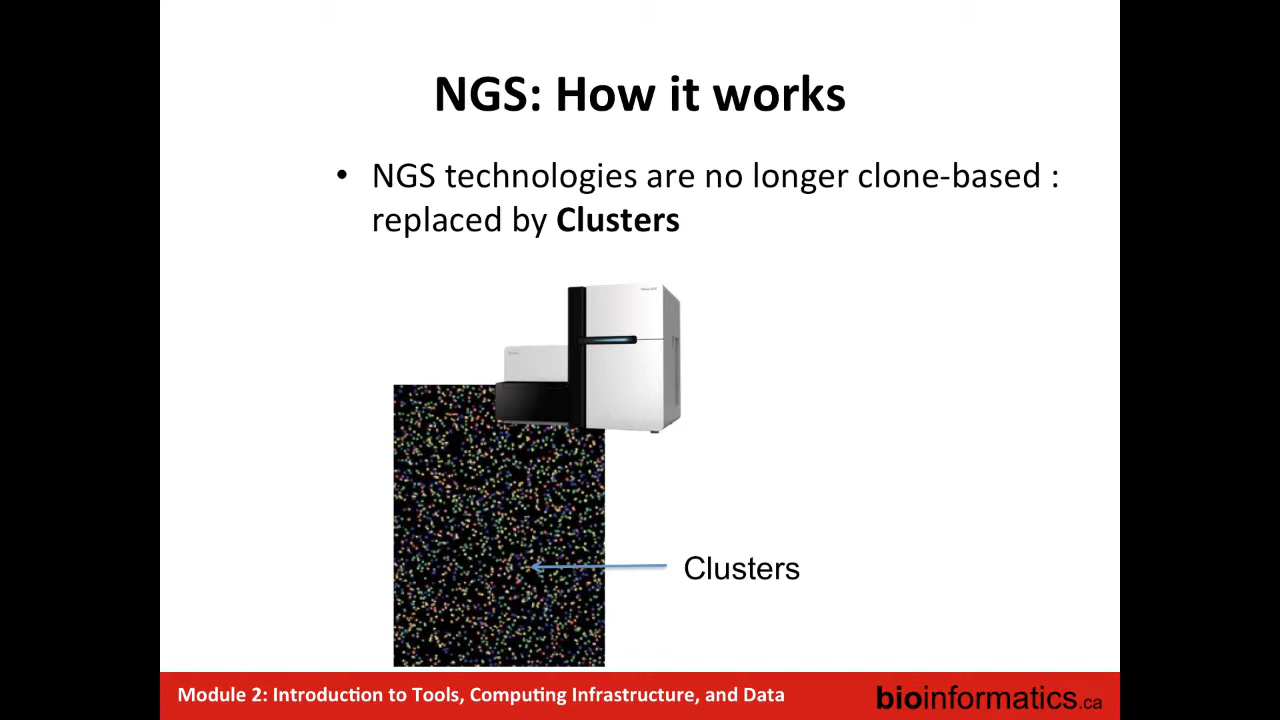 NGS: How it works
• NGS technologies are no longer clone-based :
replaced by Clusters
Clusters
Module 2: Introduction to Tools, Computing Infrastructure, and Data
bioinformatics.ca